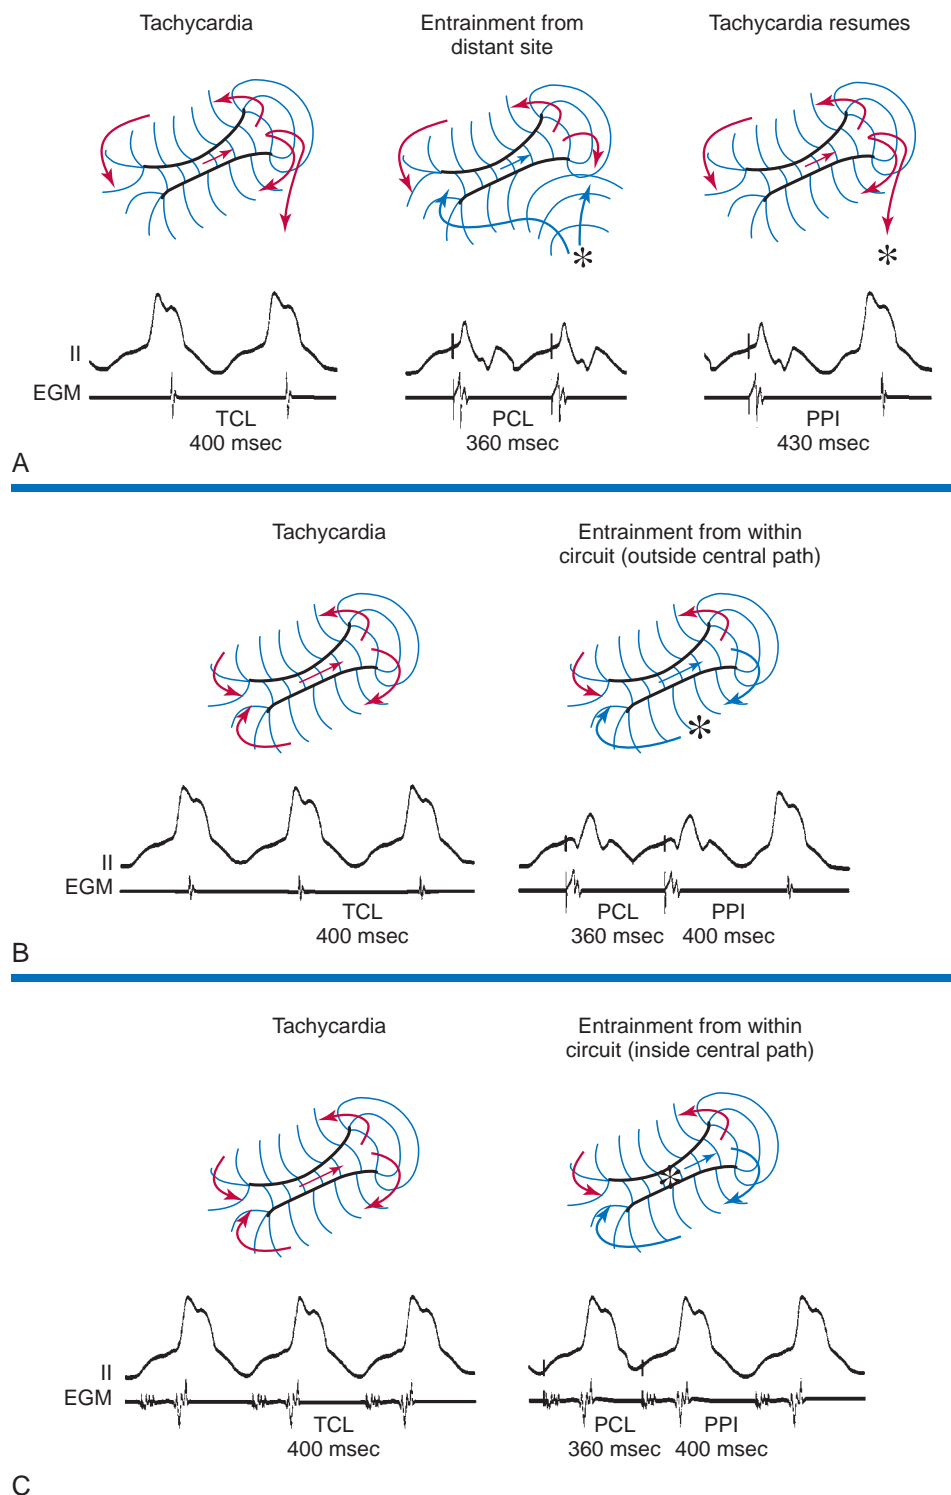 Tachycardia
Entrainment from
distant site
Tachycardia resumes
II
EGM
TCL
400 msec
PCL
360 msec
PPI
430 msec
A
Tachycardia
Entrainment from within
circuit (outside central path)
II
EGM
TCL
400 msec
PCL
360 msec
PPI
400 msec
B
Tachycardia
Entrainment from within
circuit (inside central path)
II
EGM
TCL
400 msec
PCL
360 msec
PPI
400 msec
C